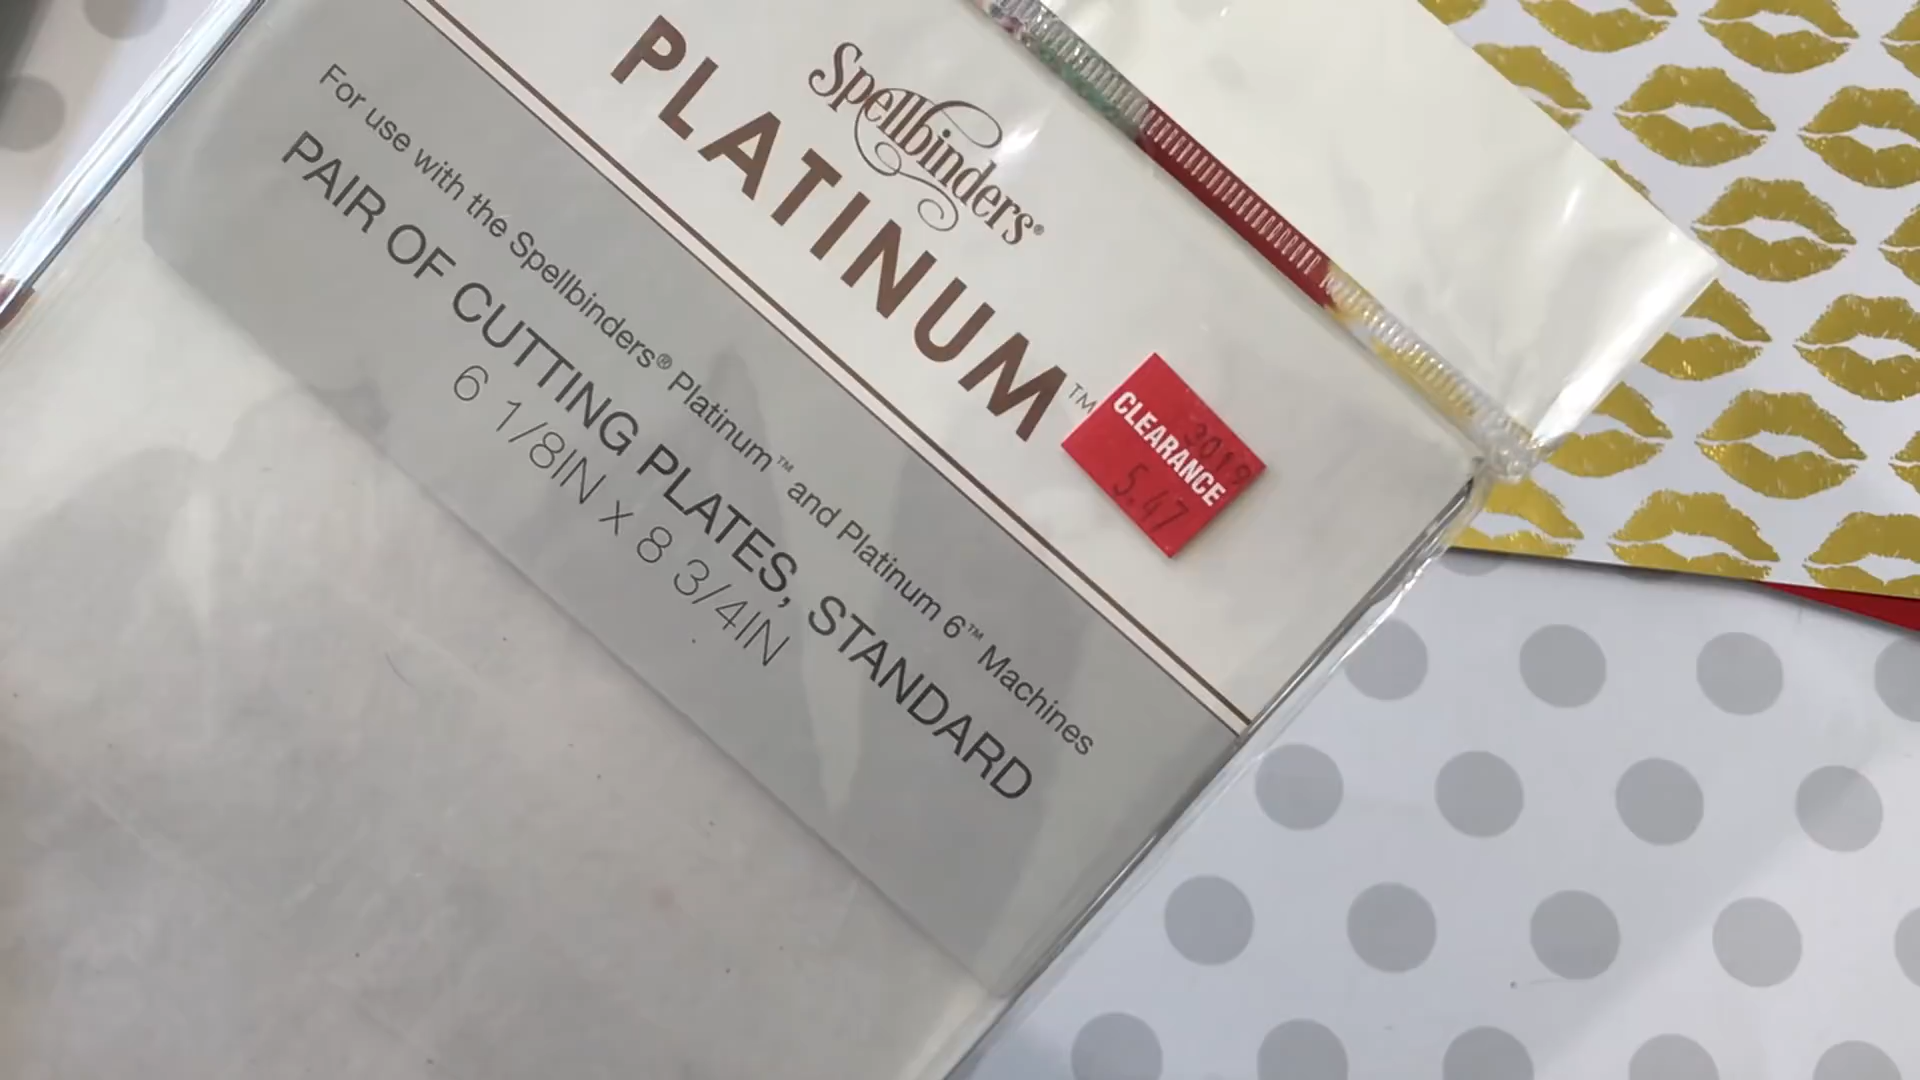 Spellbinders®
PLATINUM™
For use with the Spellbinders® Platinum™ and Platinum 6™ Machines
PAIR OF CUTTING PLATES, STANDARD
6 1/8IN x 8 3/4IN
3019
CLEARANCE
5.47